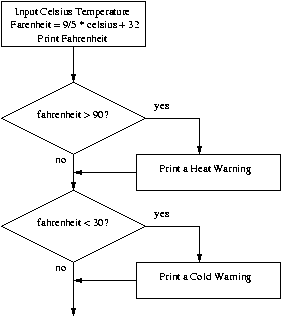 Input Celsius Temperature
Farenheit = 9/5 * celsius + 32
Print Fahrenheit
fahrenheit > 90?
yes
no
Print a Heat Warning
fahrenheit < 30?
yes
no
Print a Cold Warning